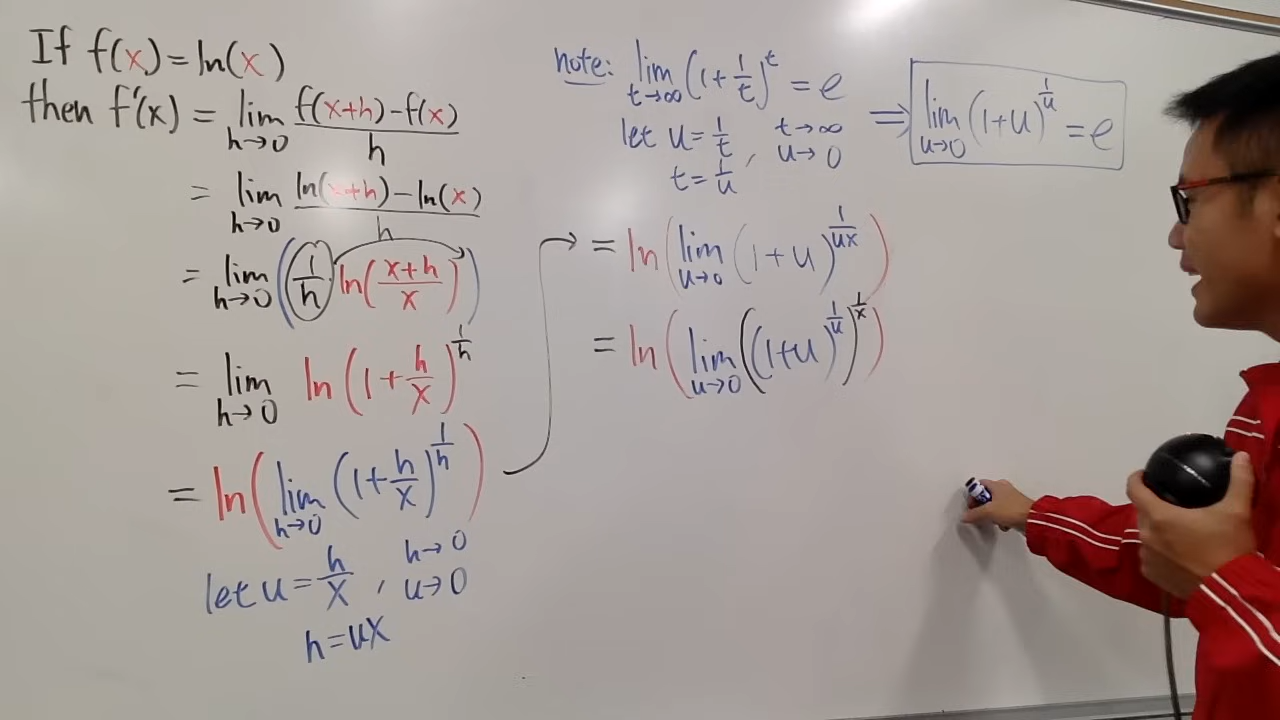 If f(x) = ln(x)
then f'(x) = lim h→0 (f(x+h) - f(x))/h
= lim h→0 (ln(x+h) - ln(x))/h
= lim h→0 (1/h ln((x+h)/x))
= lim h→0 ln(1 + h/x)^(1/h)
= ln(lim h→0 (1 + h/x)^(1/h))
let u = h/x , h→0
u→0
h = ux
note: lim t→∞ (1 + 1/t)^t = e
let u = 1/t , t→∞
u→0
t = 1/u
⇒ lim u→0 (1+u)^(1/u) = e
= ln(lim u→0 (1+u)^(1/(ux)))
= ln(lim u→0 ((1+u)^(1/u))^(1/x))